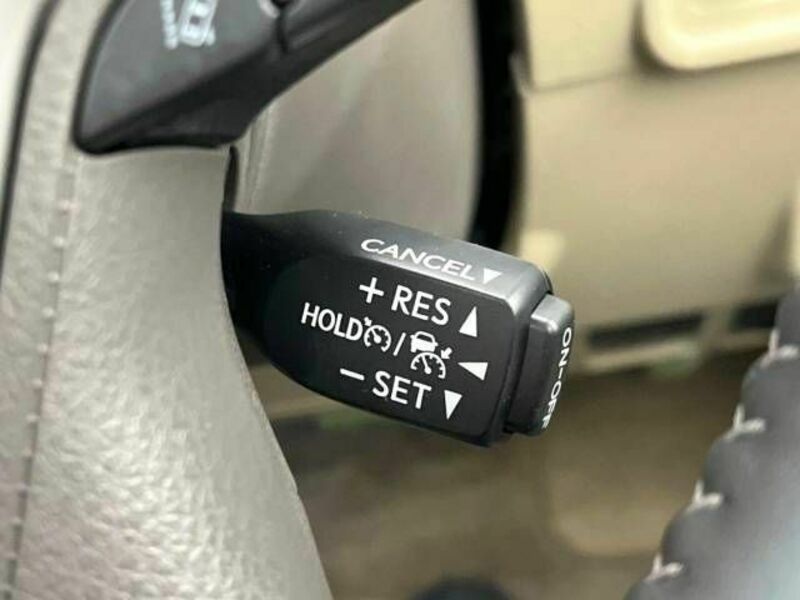 CANCEL▼
+ RES ▲
HOLD /
− SET ▼
ON-OFF